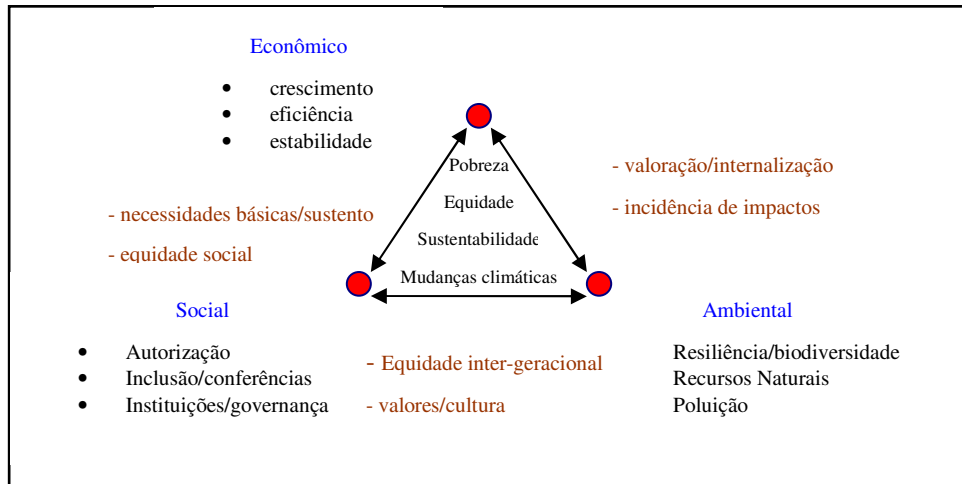 Econômico
• crescimento
• eficiência
• estabilidade
Pobreza
Equidade
Sustentabilidade
Mudanças climáticas
- valoração/internalização
- incidência de impactos
- necessidades básicas/sustento
- equidade social
Social
• Autorização
• Inclusão/conferências
• Instituições/governança
- Equidade inter-geracional
- valores/cultura
Ambiental
Resiliência/biodiversidade
Recursos Naturais
Poluição